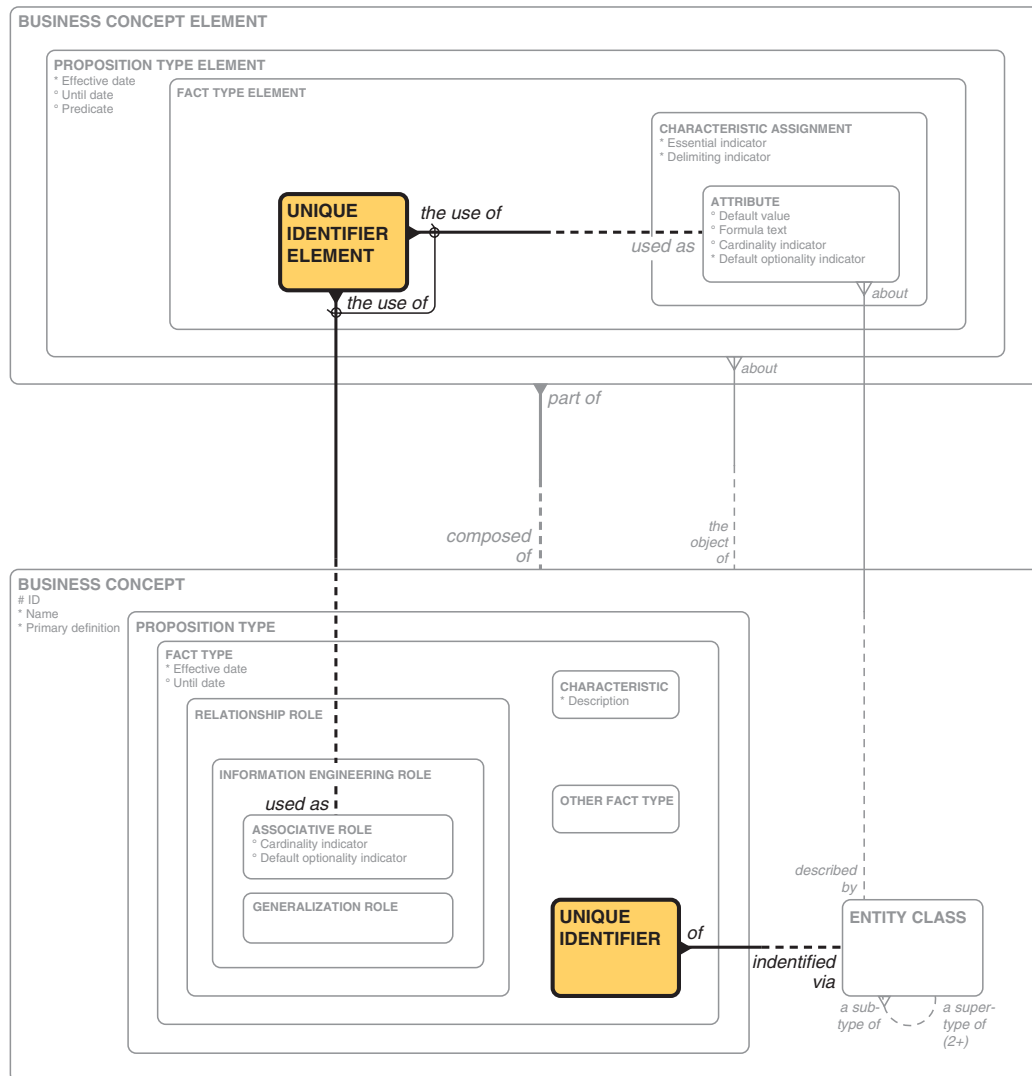 BUSINESS CONCEPT ELEMENT
PROPOSITION TYPE ELEMENT
* Effective date
° Until date
° Predicate
FACT TYPE ELEMENT
CHARACTERISTIC ASSIGNMENT
* Essential indicator
* Delimiting indicator
UNIQUE
IDENTIFIER
ELEMENT
the use of
used as
ATTRIBUTE
° Default value
° Formula text
° Cardinality indicator
* Default optionality indicator
the use of
about
about
part of
composed
of
the
object
of
BUSINESS CONCEPT
# ID
* Name
* Primary definition
PROPOSITION TYPE
FACT TYPE
* Effective date
° Until date
RELATIONSHIP ROLE
CHARACTERISTIC
* Description
INFORMATION ENGINEERING ROLE
used as
OTHER FACT TYPE
ASSOCIATIVE ROLE
° Cardinality indicator
° Default optionality indicator
GENERALIZATION ROLE
UNIQUE
IDENTIFIER
of
indentified
via
described
by
ENTITY CLASS
a sub-
type of
a super-
type of
(2+)